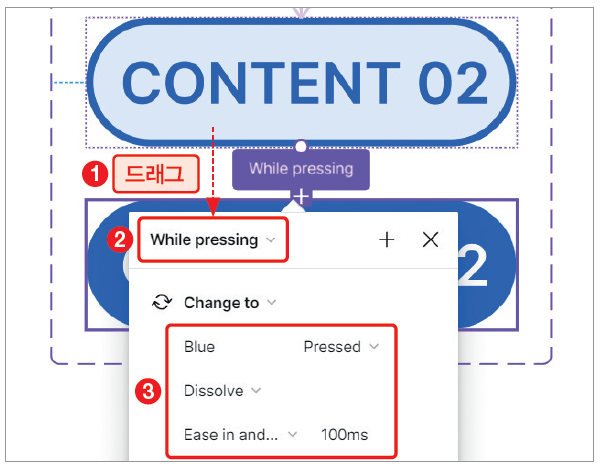 CONTENT 02
1 드래그
While pressing
2 While pressing
Change to
3
Blue Pressed
Dissolve
Ease in and... 100ms
2